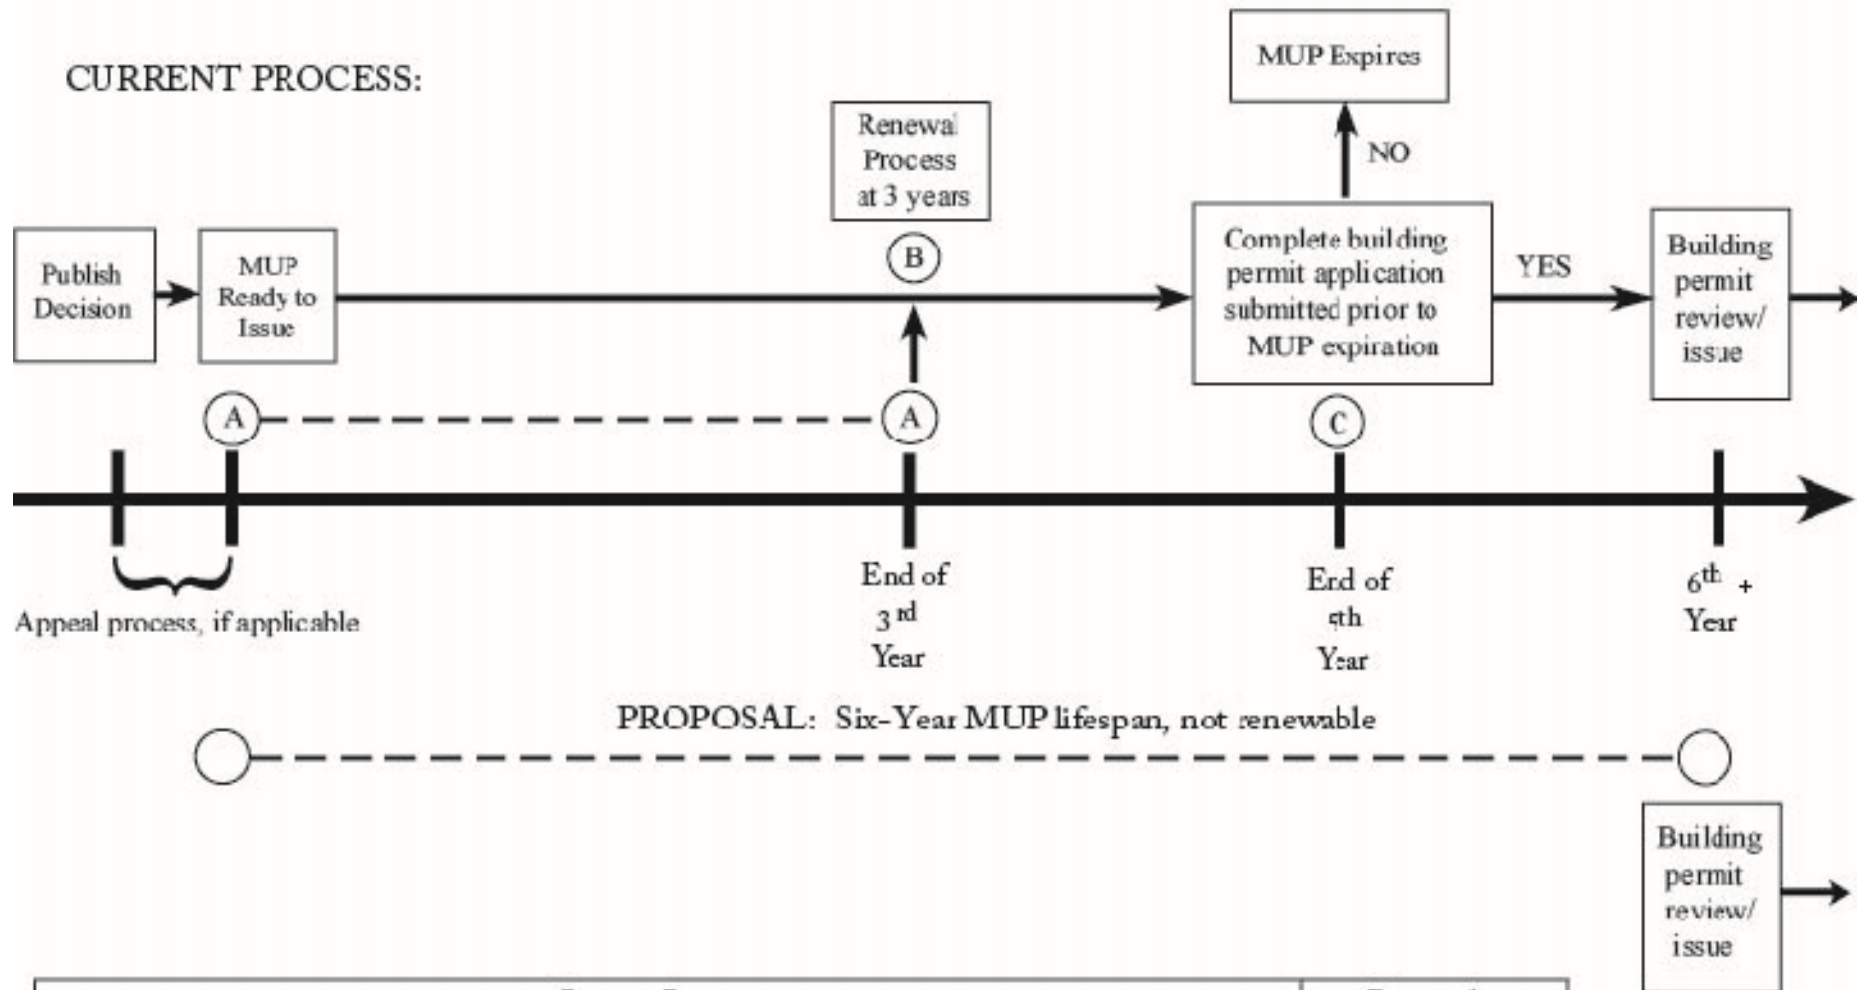 CURRENT PROCESS:
MUP Expires
NO
Renewal
Process
at 3 years
B
Publish
Decision
MUP
Ready to
Issue
Complete building
permit application
submitted prior to
MUP expiration
YES
Building
permit
review/
issue
A
A
C
Appeal process, if applicable
End of
3rd
Year
End of
5th
Year
6th +
Year
PROPOSAL: Six-Year MUP lifespan, not renewable
Building
permit
review/
issue